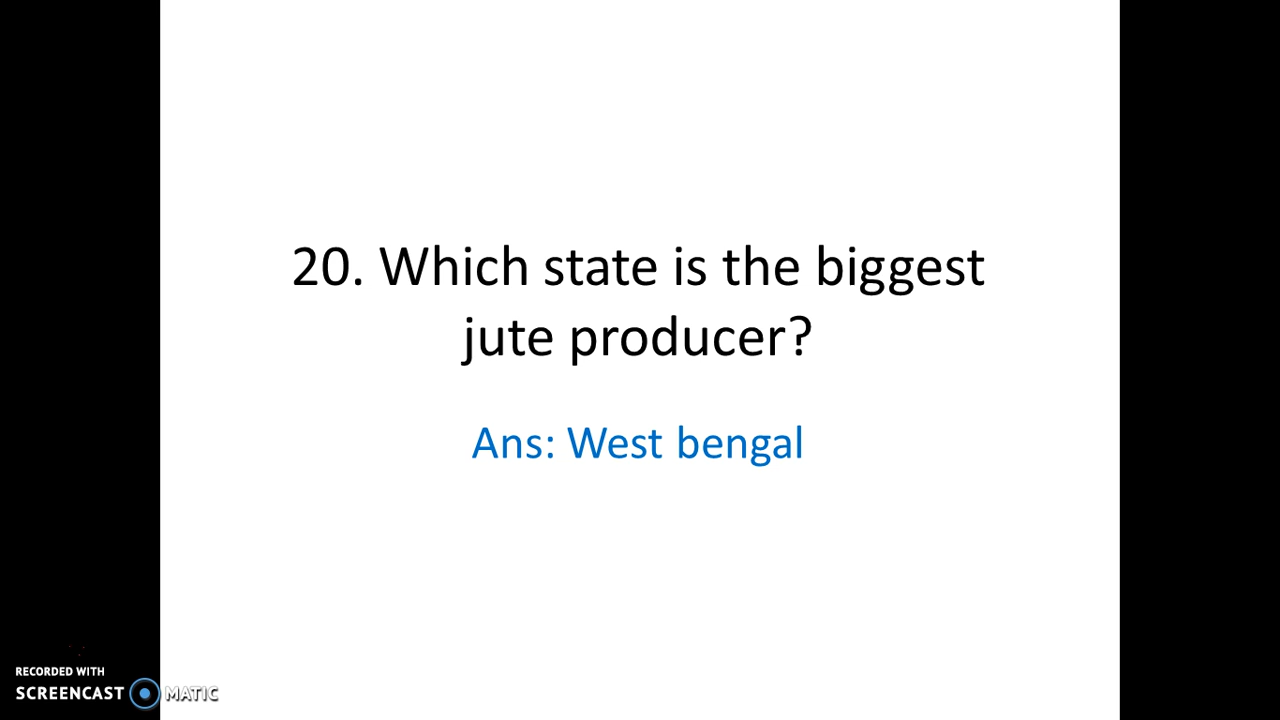 20. Which state is the biggest
jute producer?
Ans: West bengal
RECORDED WITH
SCREENCAST MATIC